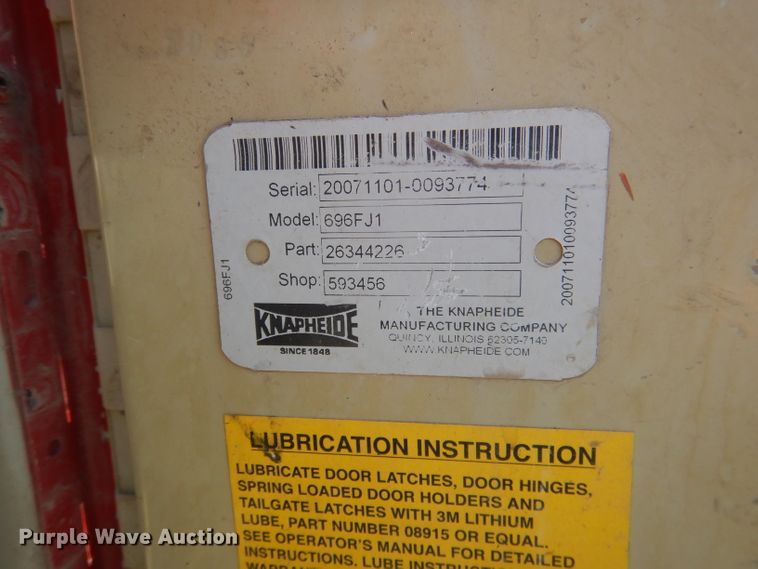 Serial: 20071101-0093774
Model: 696FJ1
Part: 26344226
Shop: 593456
696FJ1
200711010093774
KNAPHEIDE
SINCE 1848
THE KNAPHEIDE
MANUFACTURING COMPANY
QUINCY, ILLINOIS 62305-7140
WWW.KNAPHEIDE.COM
LUBRICATION INSTRUCTION
LUBRICATE DOOR LATCHES, DOOR HINGES,
SPRING LOADED DOOR HOLDERS AND
TAILGATE LATCHES WITH 3M LITHIUM
LUBE, PART NUMBER 08915 OR EQUAL.
SEE OPERATOR'S MANUAL FOR DETAILED
INSTRUCTIONS. LUBE
Purple Wave Auction